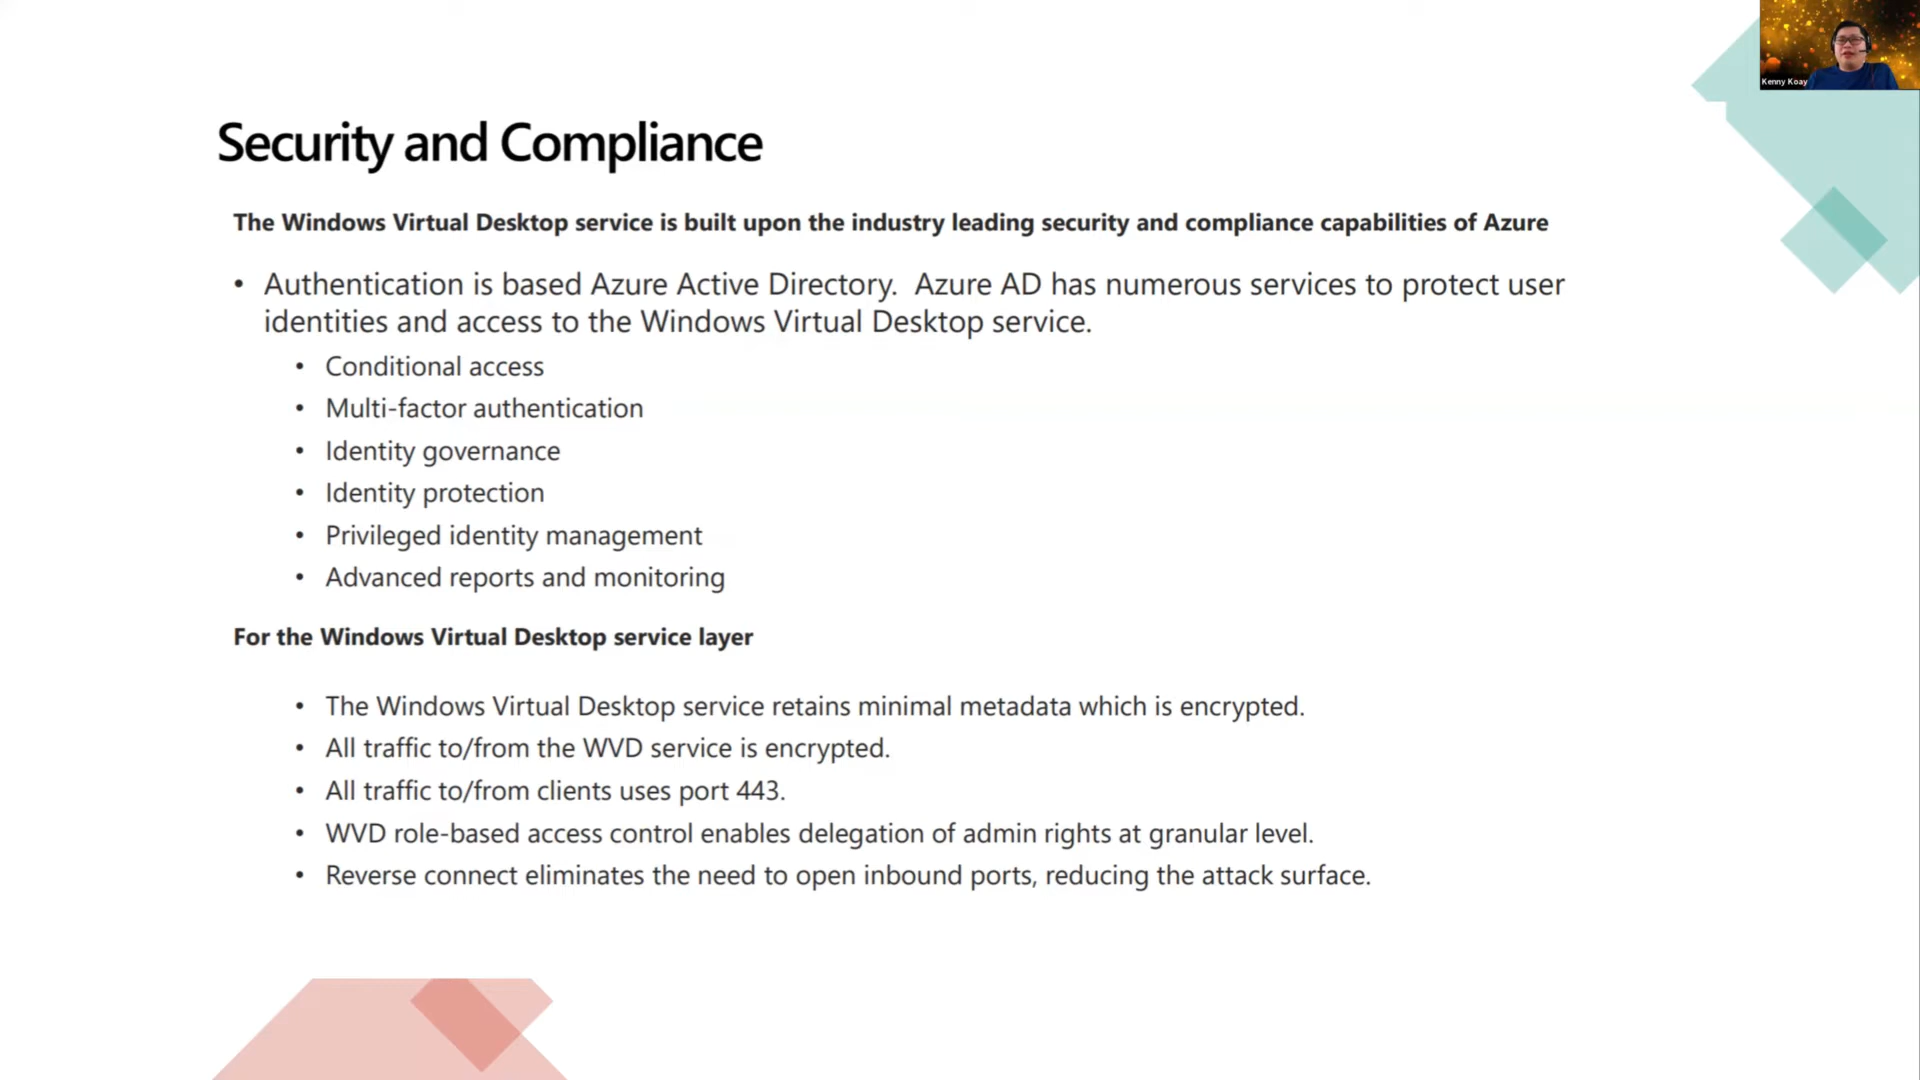 Kenny Koay
Security and Compliance
The Windows Virtual Desktop service is built upon the industry leading security and compliance capabilities of Azure
• Authentication is based Azure Active Directory.  Azure AD has numerous services to protect user
identities and access to the Windows Virtual Desktop service.
• Conditional access
• Multi-factor authentication
• Identity governance
• Identity protection
• Privileged identity management
• Advanced reports and monitoring
For the Windows Virtual Desktop service layer
• The Windows Virtual Desktop service retains minimal metadata which is encrypted.
• All traffic to/from the WVD service is encrypted.
• All traffic to/from clients uses port 443.
• WVD role-based access control enables delegation of admin rights at granular level.
• Reverse connect eliminates the need to open inbound ports, reducing the attack surface.